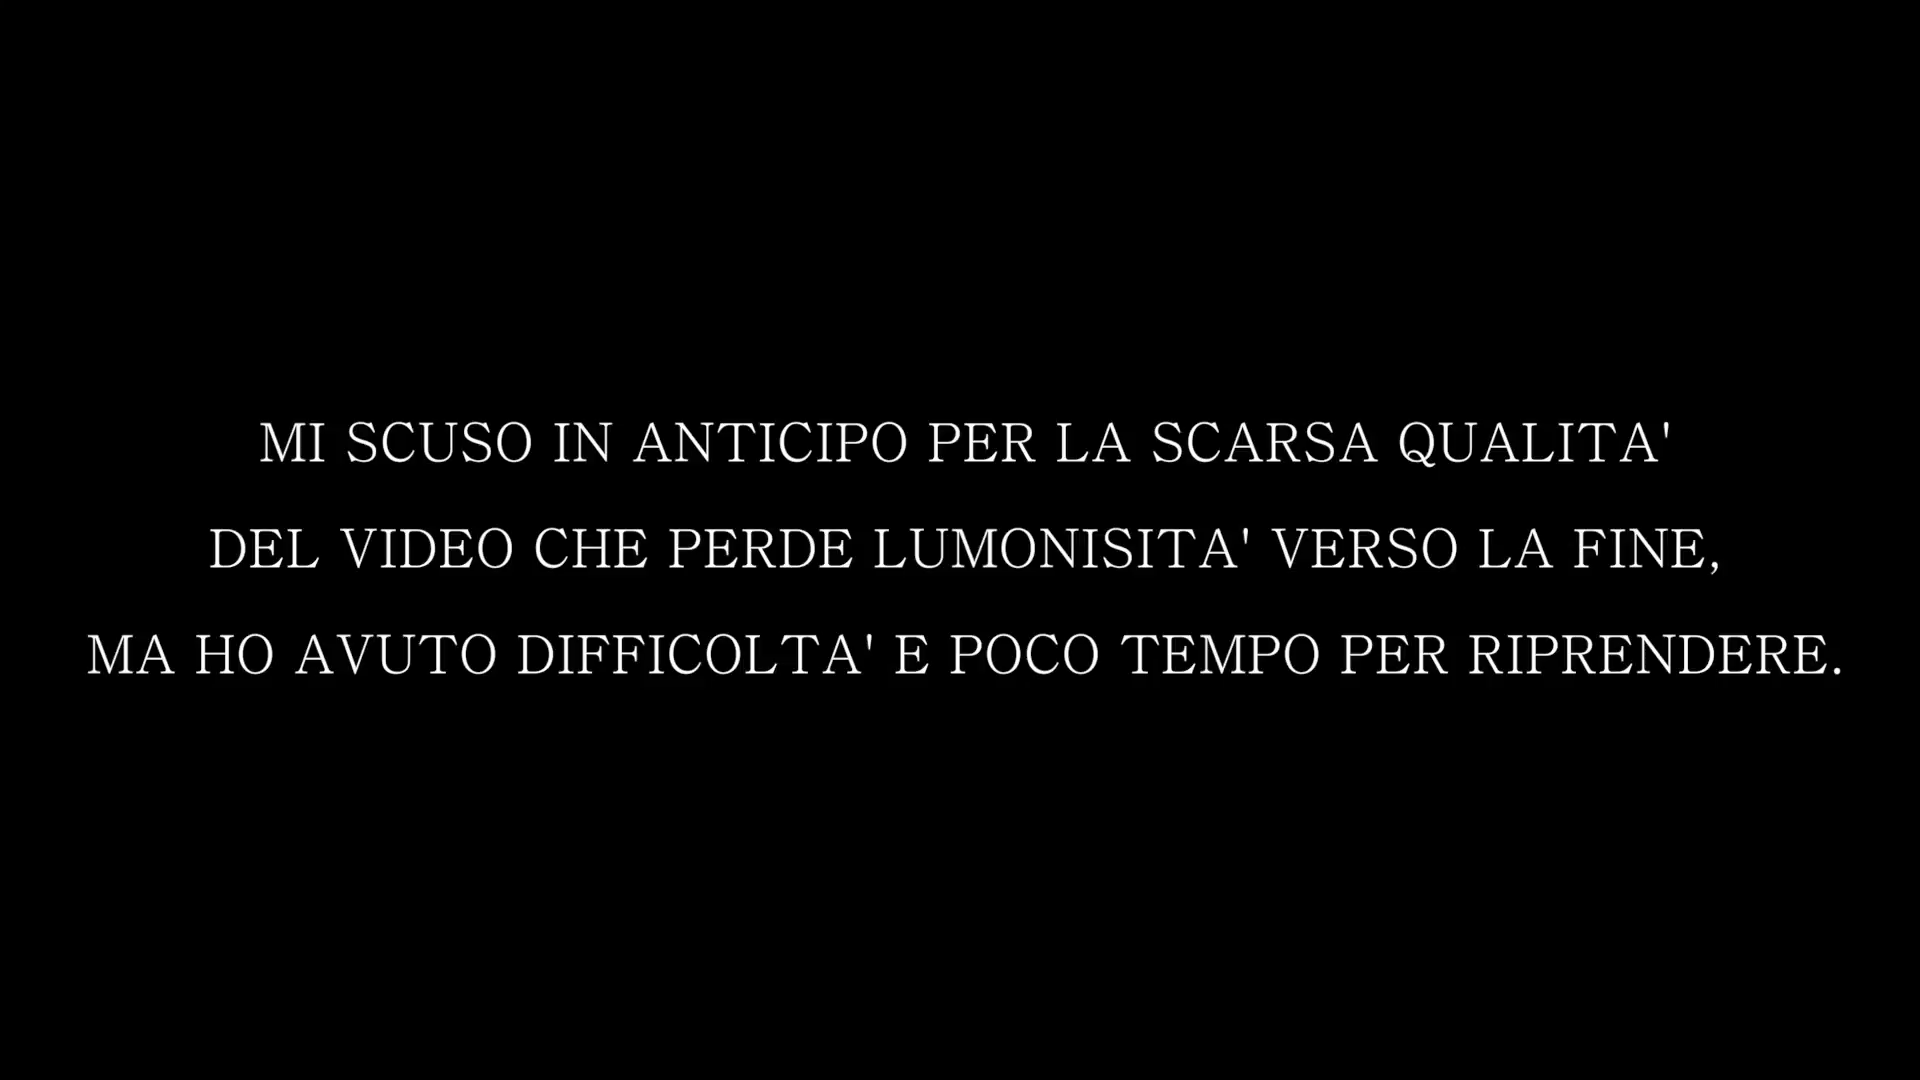 MI SCUSO IN ANTICIPO PER LA SCARSA QUALITA'
DEL VIDEO CHE PERDE LUMONISITA' VERSO LA FINE,
MA HO AVUTO DIFFICOLTA' E POCO TEMPO PER RIPRENDERE.